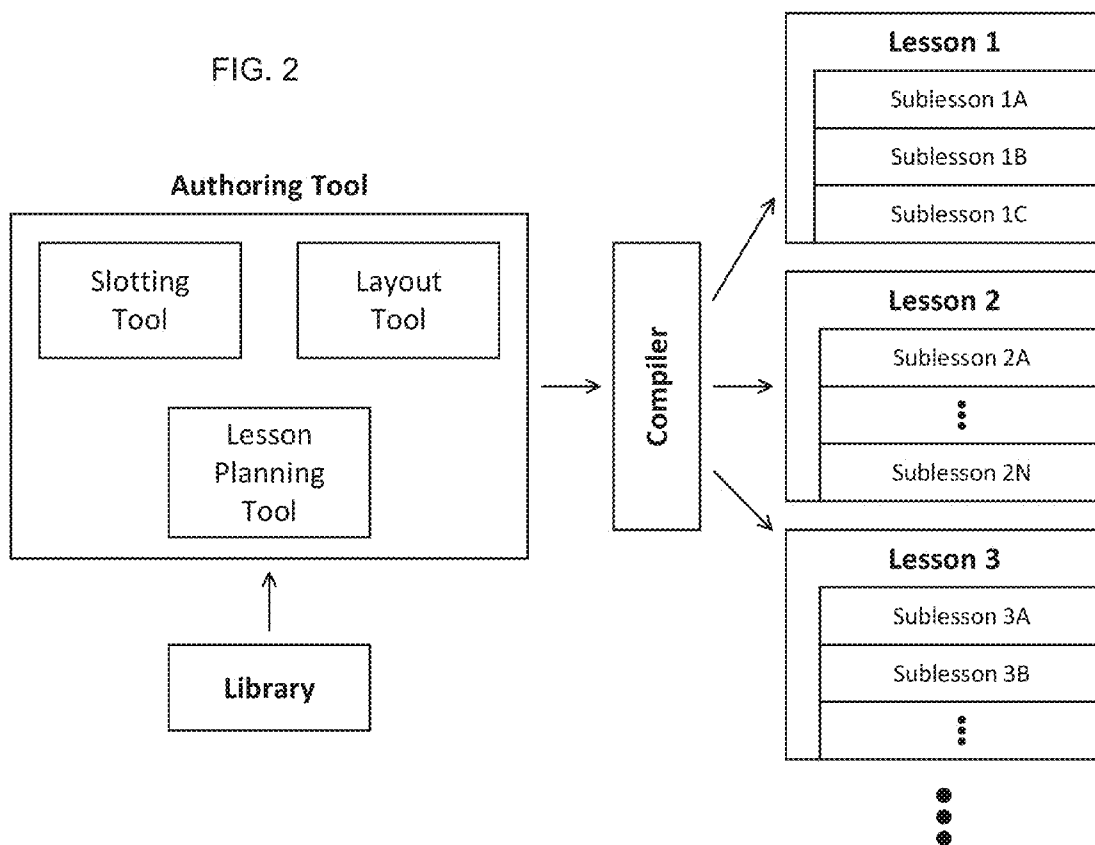 FIG. 2
Authoring Tool
Slotting
Tool
Layout
Tool
Lesson
Planning
Tool
Library
Compiler
Lesson 1
Sublesson 1A
Sublesson 1B
Sublesson 1C
Lesson 2
Sublesson 2A
Sublesson 2N
Lesson 3
Sublesson 3A
Sublesson 3B